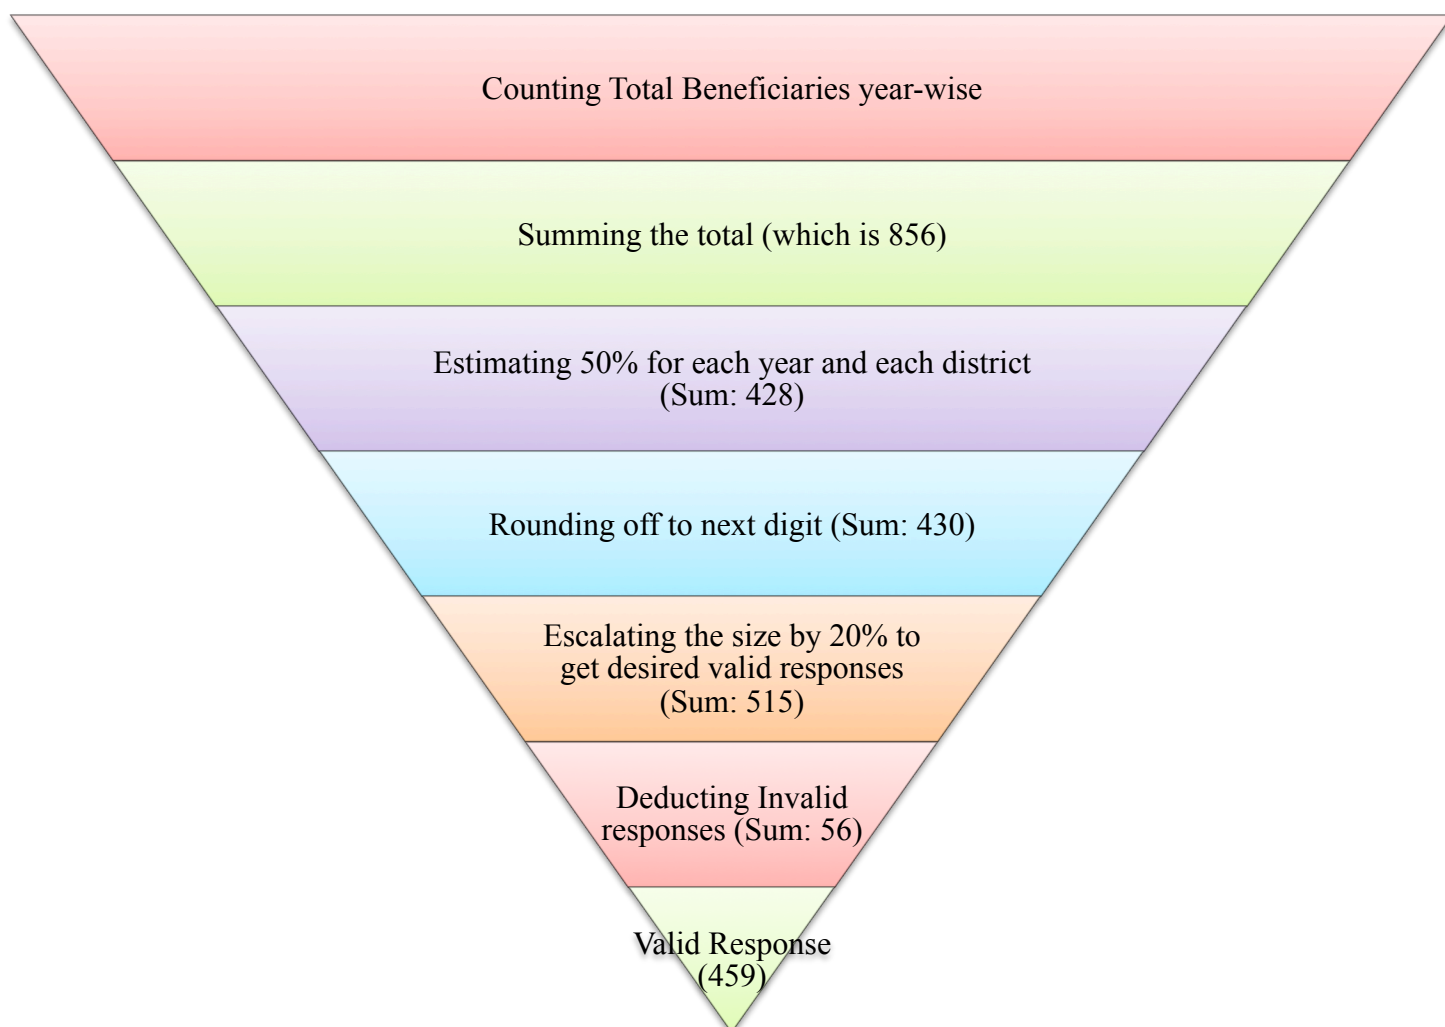 Counting Total Beneficiaries year-wise
Summing the total (which is 856)
Estimating 50% for each year and each district
(Sum: 428)
Rounding off to next digit (Sum: 430)
Escalating the size by 20% to
get desired valid responses
(Sum: 515)
Deducting Invalid
responses (Sum: 56)
Valid Response
(459)